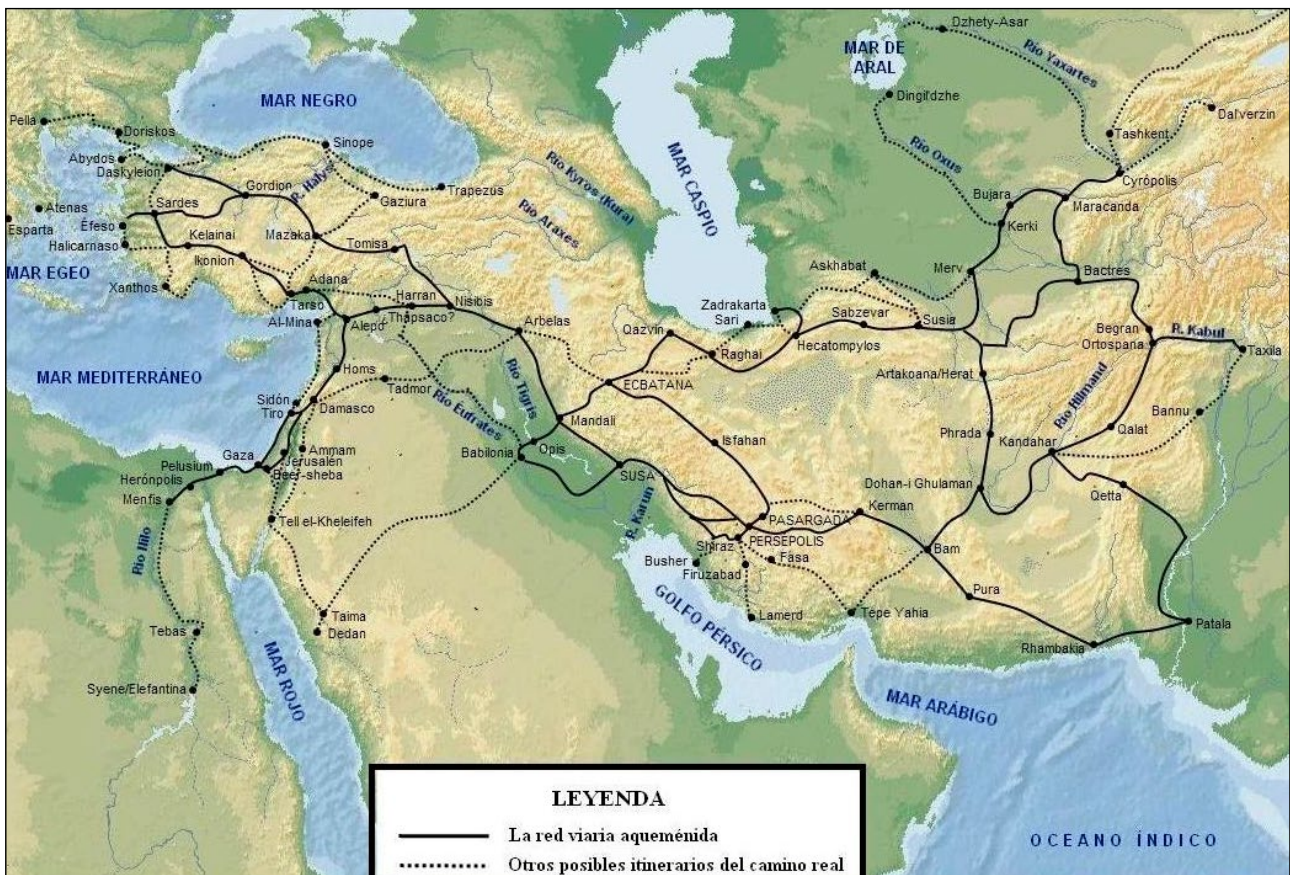 Dzhety-Asar
MAR DE
ARAL
Río Yaxartes
MAR NEGRO
Dingil'dzhe
Dal'verzin
Pella
Doriskos
Sinope
Tashkent
Abydos
Daskyleion
MAR CASPIO
Río Oxus
Cyrópolis
Gordion
R. Halys
Trapezus
Gaziura
Río Kyros (Kura)
Bujara
Maracanda
Atenas
Sardes
Esparta
Éfeso
Río Araxes
Kerki
Halicarnaso
Kelainai
Mazaka
Tomisa
Ikonion
MAR EGEO
Askhabat
Merv
Bactres
Xanthos
Adana
Tarso
Harran
Nisibis
Zadrakarta
Sari
Al-Mina
Alepo
Thapsaco?
Arbelas
Qazvin
Sabzevar
Susia
Begran
Ortospana
R. Kabul
Taxila
Raghai
Hecatompylos
MAR MEDITERRÁNEO
Homs
Tadmor
Río Tigris
ECBATANA
Artakoana/Herat
Río Hilmand
Bannu
Sidón
Tiro
Damasco
Río Eufrates
Mandali
Isfahan
Phrada
Kandahar
Qalat
Ammam
Jerusalén
Gaza
Beer-sheba
Pelusium
Herónpolis
Menfis
Babilonia
Opis
SUSA
Dohan-i Ghulaman
Qetta
R. Karun
Kerman
PASARGADA
PERSEPOLIS
Tell el-Kheleifeh
Shiraz
Fasa
Bam
Busher
Firuzabad
Río Nilo
Pura
Taima
Dedan
GOLFO PÉRSICO
Lamerd
Tepe Yahia
Patala
Tebas
Rhambakia
Syene/Elefantina
MAR ROJO
MAR ARÁBIGO
LEYENDA
La red viaria aqueménida
Otros posibles itinerarios del camino real
OCEANO ÍNDICO